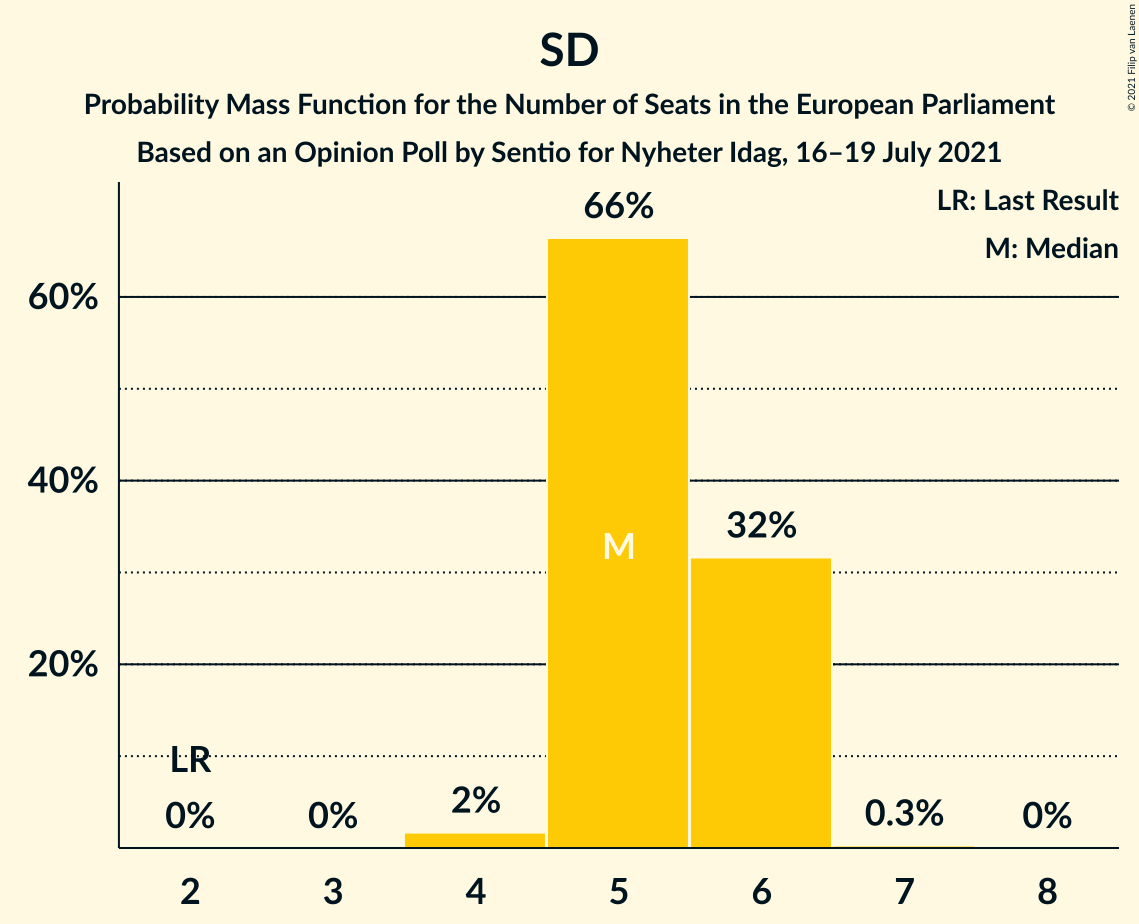 SD
Probability Mass Function for the Number of Seats in the European Parliament
Based on an Opinion Poll by Sentio for Nyheter Idag, 16–19 July 2021
© 2021 Filip van Laenen
LR: Last Result
M: Median
66%
60%
40%
32%
M
20%
LR
0%
0%
2%
0.3%
0%
2
3
4
5
6
7
8